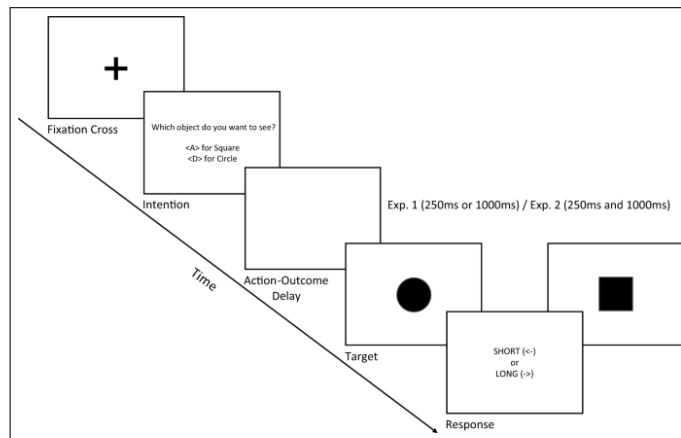 Fixation Cross
Which object do you want to see?
<A> for Square
<D> for Circle
Intention
Exp. 1 (250ms or 1000ms) / Exp. 2 (250ms and 1000ms)
Action-Outcome
Delay
Time
Target
SHORT (<-)
or
LONG (->)
Response